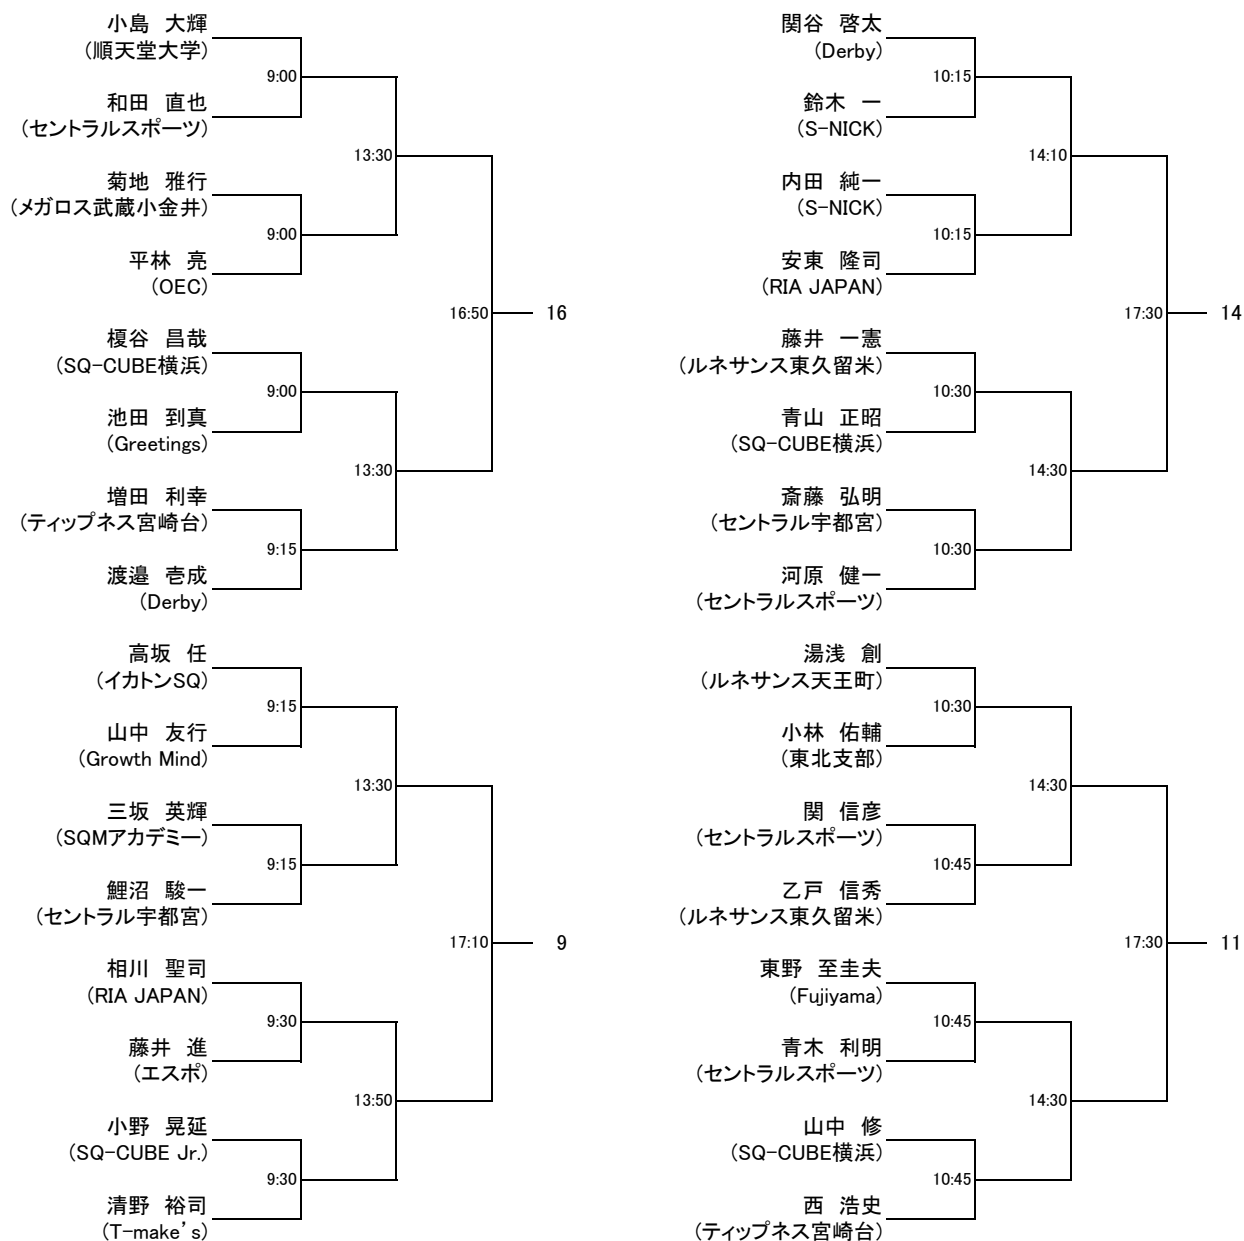 小島 大輝
(順天堂大学)
9:00
和田 直也
(セントラルスポーツ)
13:30
菊地 雅行
(メガロス武蔵小金井)
9:00
平林 亮
(OEC)
16:50
16
榎谷 昌哉
(SQ-CUBE横浜)
9:00
池田 到真
(Greetings)
13:30
増田 利幸
(ティップネス宮崎台)
9:15
渡邉 壱成
(Derby)
高坂 任
(イカトンSQ)
9:15
山中 友行
(Growth Mind)
13:30
三坂 英輝
(SQMアカデミー)
9:15
鯉沼 駿一
(セントラル宇都宮)
17:10
9
相川 聖司
(RIA JAPAN)
9:30
藤井 進
(エスポ)
13:50
小野 晃延
(SQ-CUBE Jr.)
9:30
清野 裕司
(T-make's)
関谷 啓太
(Derby)
10:15
鈴木 一
(S-NICK)
14:10
内田 純一
(S-NICK)
10:15
安東 隆司
(RIA JAPAN)
17:30
14
藤井 一憲
(ルネサンス東久留米)
10:30
青山 正昭
(SQ-CUBE横浜)
14:30
斎藤 弘明
(セントラル宇都宮)
10:30
河原 健一
(セントラルスポーツ)
湯浅 創
(ルネサンス天王町)
10:30
小林 佑輔
(東北支部)
14:30
関 信彦
(セントラルスポーツ)
10:45
乙戸 信秀
(ルネサンス東久留米)
17:30
11
東野 至圭夫
(Fujiyama)
10:45
青木 利明
(セントラルスポーツ)
14:30
山中 修
(SQ-CUBE横浜)
10:45
西 浩史
(ティップネス宮崎台)